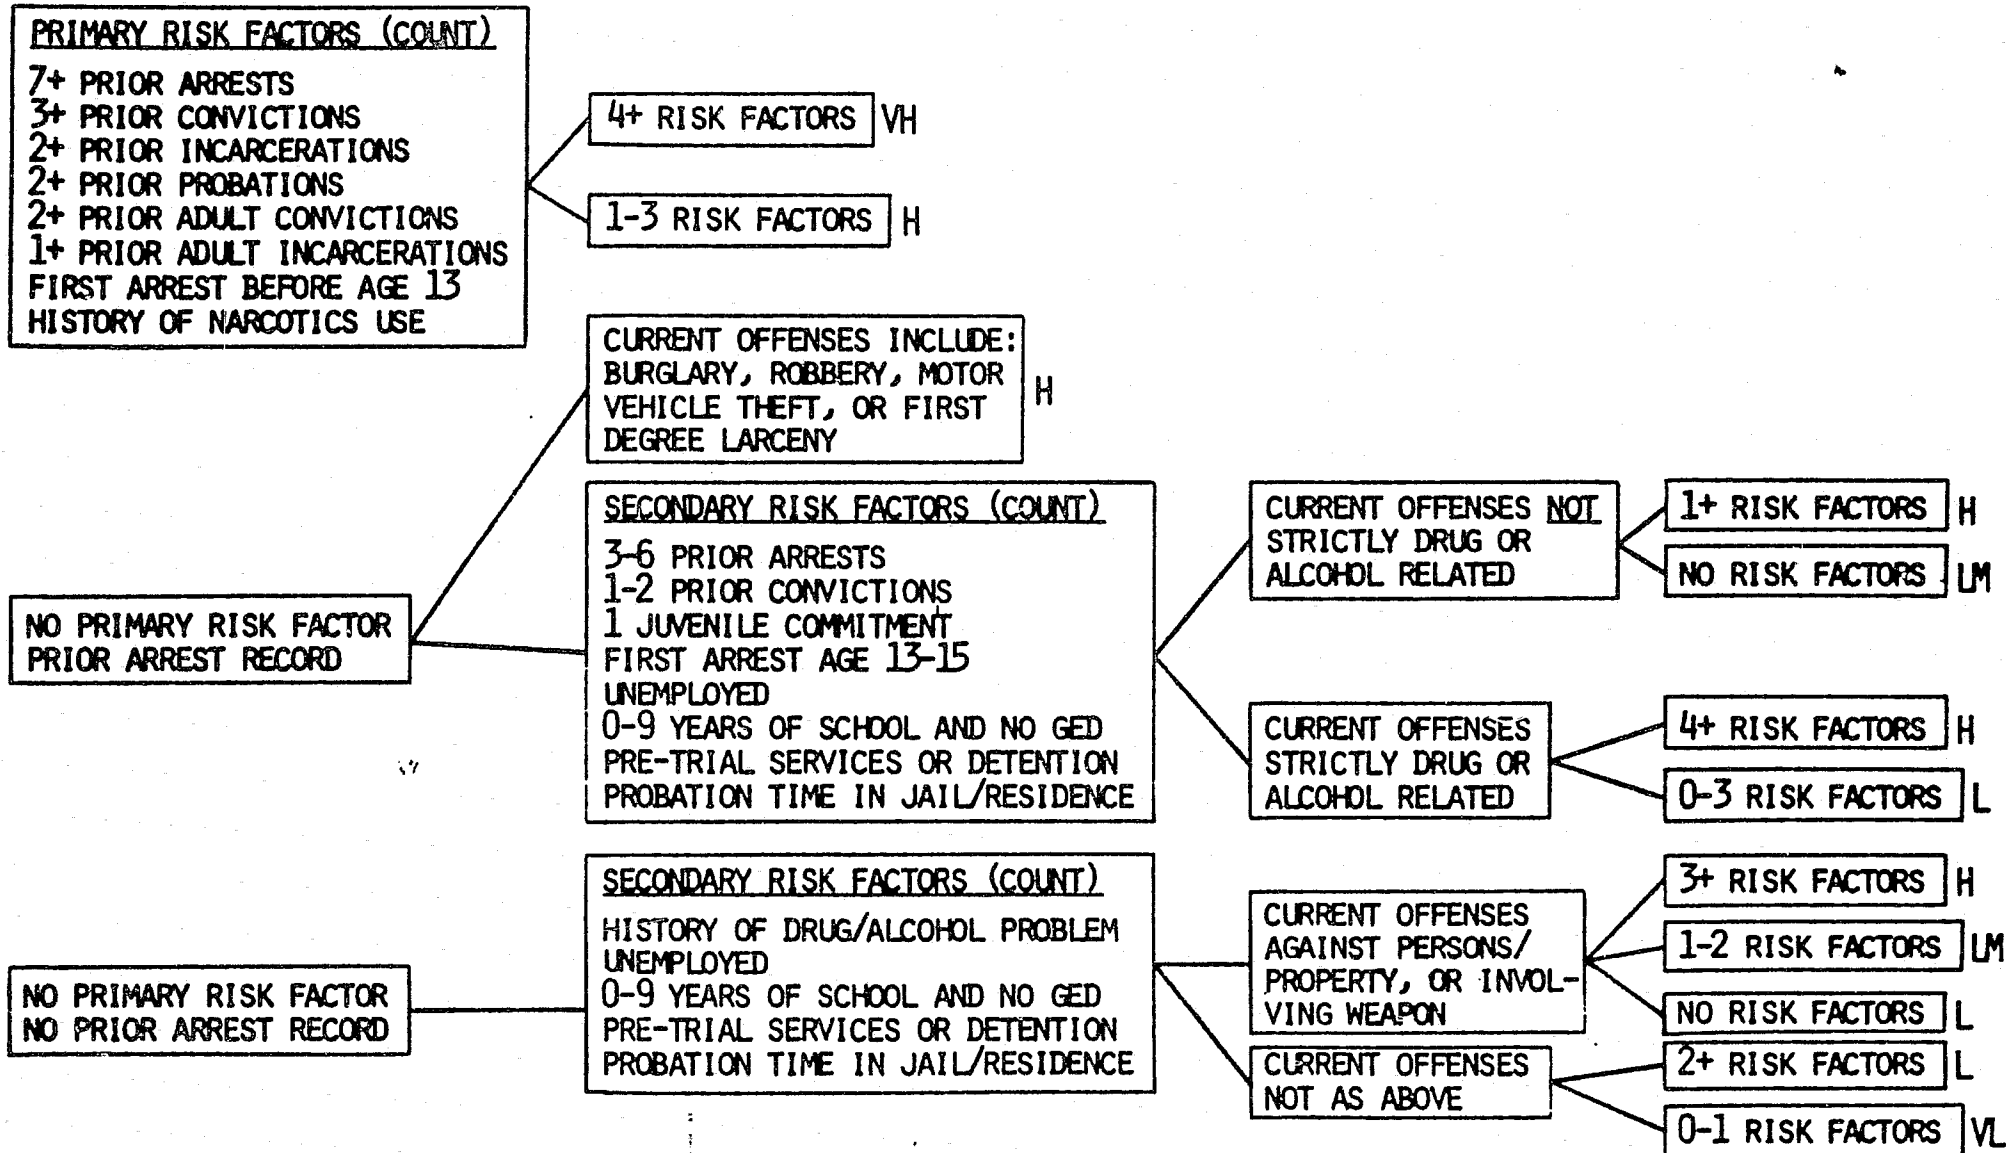 PRIMARY RISK FACTORS (COUNT)
7+ PRIOR ARRESTS
3+ PRIOR CONVICTIONS
2+ PRIOR INCARCERATIONS
2+ PRIOR PROBATIONS
2+ PRIOR ADULT CONVICTIONS
1+ PRIOR ADULT INCARCERATIONS
FIRST ARREST BEFORE AGE 13
HISTORY OF NARCOTICS USE
4+ RISK FACTORS VH
1-3 RISK FACTORS H
NO PRIMARY RISK FACTOR
PRIOR ARREST RECORD
CURRENT OFFENSES INCLUDE:
BURGLARY, ROBBERY, MOTOR
VEHICLE THEFT, OR FIRST
DEGREE LARCENY
H
SECONDARY RISK FACTORS (COUNT)
3-6 PRIOR ARRESTS
1-2 PRIOR CONVICTIONS
1 JUVENILE COMMITMENT
FIRST ARREST AGE 13-15
UNEMPLOYED
0-9 YEARS OF SCHOOL AND NO GED
PRE-TRIAL SERVICES OR DETENTION
PROBATION TIME IN JAIL/RESIDENCE
CURRENT OFFENSES NOT
STRICTLY DRUG OR
ALCOHOL RELATED
1+ RISK FACTORS H
NO RISK FACTORS LM
CURRENT OFFENSES
STRICTLY DRUG OR
ALCOHOL RELATED
4+ RISK FACTORS H
0-3 RISK FACTORS L
NO PRIMARY RISK FACTOR
NO PRIOR ARREST RECORD
SECONDARY RISK FACTORS (COUNT)
HISTORY OF DRUG/ALCOHOL PROBLEM
UNEMPLOYED
0-9 YEARS OF SCHOOL AND NO GED
PRE-TRIAL SERVICES OR DETENTION
PROBATION TIME IN JAIL/RESIDENCE
CURRENT OFFENSES
AGAINST PERSONS/
PROPERTY, OR INVOL-
VING WEAPON
3+ RISK FACTORS H
1-2 RISK FACTORS LM
NO RISK FACTORS L
CURRENT OFFENSES
NOT AS ABOVE
2+ RISK FACTORS L
0-1 RISK FACTORS VL